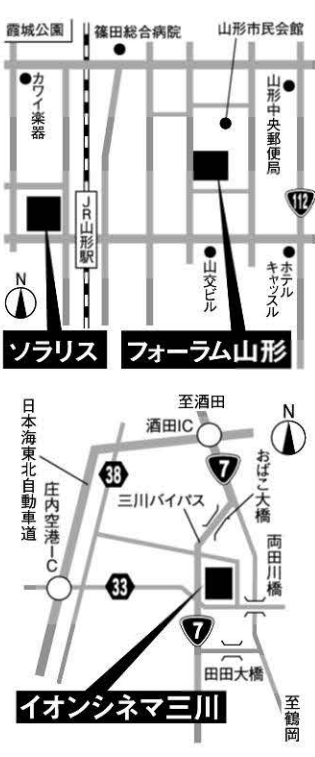 霞城公園
篠田総合病院
山形市民会館
カワイ楽器
山形中央郵便局
112
JR山形駅
N
山交ビル
ホテル
キャッスル
ソラリス
フォーラム山形
至酒田
酒田IC
N
日本海東北自動車道
38
7
おばこ大橋
三川バイパス
庄内空港IC
両田川橋
33
7
田田大橋
イオンシネマ三川
至鶴岡